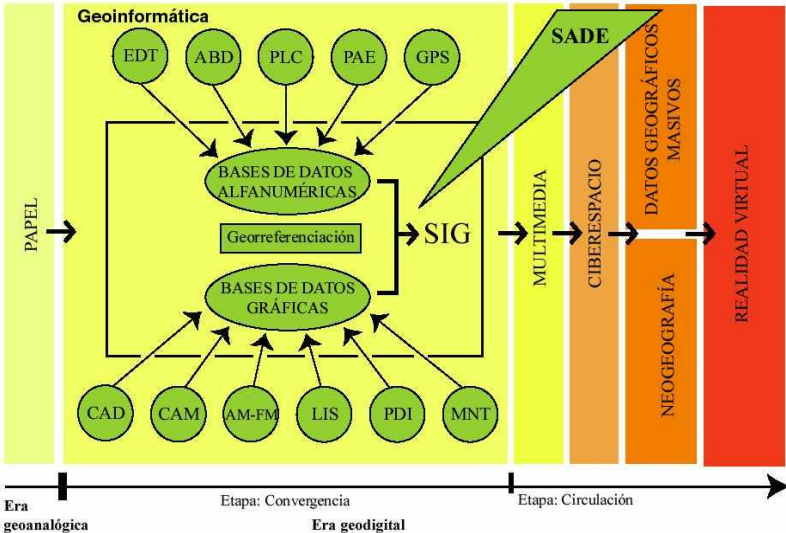 Geoinformática
SADE
EDT
ABD
PLC
PAE
GPS
BASES DE DATOS
ALFANUMÉRICAS
Georreferenciación
SIG
BASES DE DATOS
GRÁFICAS
CAD
CAM
AM-FM
LIS
PDI
MNT
PAPEL
MULTIMEDIA
CIBERESPACIO
DATOS GEOGRÁFICOS
MASIVOS
NEOGEOGRAFÍA
REALIDAD VIRTUAL
Era
geoanalógica
Etapa: Convergencia
Era geodigital
Etapa: Circulación